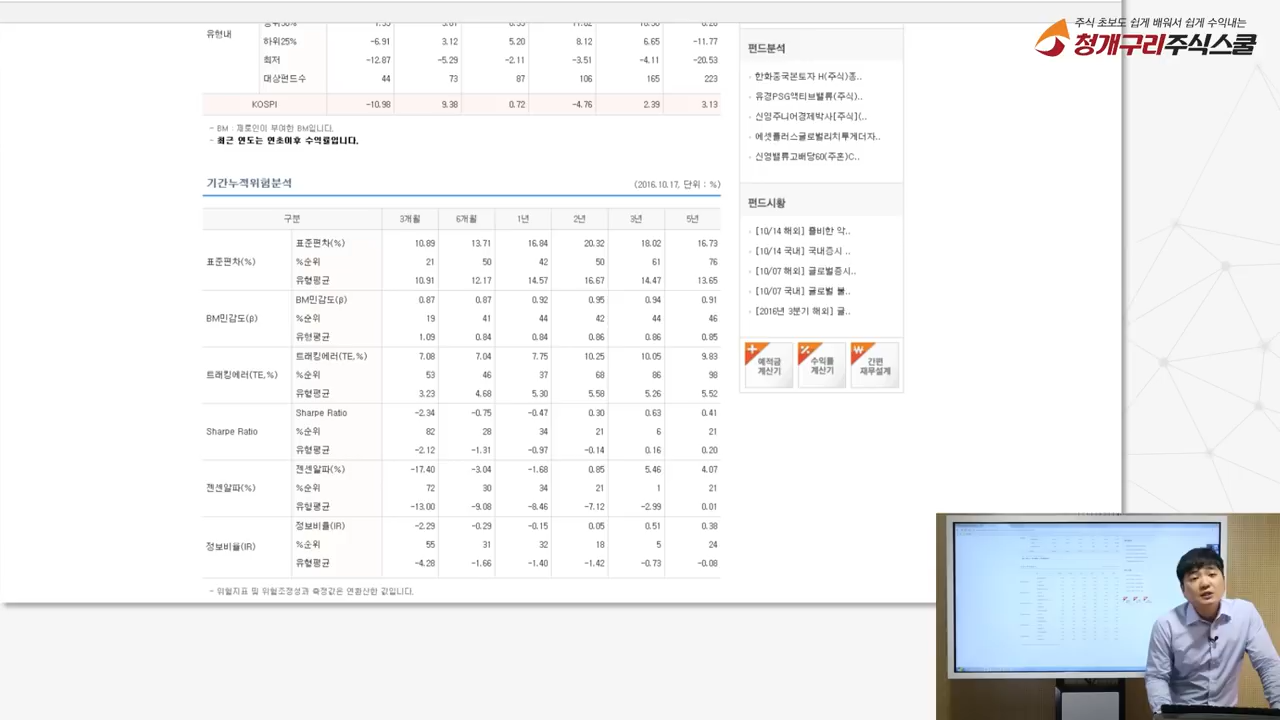 주식 초보도 쉽게 배워서 쉽게 수익내는
청개구리주식스쿨
유형내
하위25% -6.91 3.12 5.20 8.12 6.65 -11.77
최저 -12.87 -5.29 -2.11 -3.51 -4.11 -20.53
대상펀드수 44 73 87 106 165 223
KOSPI -10.98 9.38 0.72 -4.76 2.39 3.13
- BM : 제로인이 부여한 BM입니다.
- 최근 연도는 연초이후 수익률입니다.
기간누적위험분석 (2016.10.17, 단위 : %)
구분 3개월 6개월 1년 2년 3년 5년
표준편차(%) 표준편차(%) 10.89 13.71 16.84 20.32 18.02 16.73
%순위 21 50 42 50 61 76
유형평균 10.91 12.17 14.57 16.67 14.47 13.65
BM민감도(β) BM민감도(β) 0.87 0.87 0.92 0.95 0.94 0.91
%순위 19 41 44 42 44 46
유형평균 1.09 0.84 0.84 0.86 0.86 0.85
트래킹에러(TE,%) 트래킹에러(TE,%) 7.08 7.04 7.75 10.25 10.05 9.83
%순위 53 46 37 68 86 98
유형평균 3.23 4.68 5.30 5.58 5.26 5.52
Sharpe Ratio Sharpe Ratio -2.34 -0.75 -0.47 0.30 0.63 0.41
%순위 82 28 34 21 6 21
유형평균 -2.12 -1.31 -0.97 -0.14 0.16 0.20
젠센알파(%) 젠센알파(%) -17.40 -3.04 -1.68 0.85 5.46 4.07
%순위 72 30 34 21 1 21
유형평균 -13.00 -9.08 -8.46 -7.12 -2.99 0.01
정보비율(IR) 정보비율(IR) -2.29 -0.29 -0.15 0.05 0.51 0.38
%순위 55 31 32 18 5 24
유형평균 -4.28 -1.66 -1.40 -1.42 -0.73 -0.08
- 위험지표 및 위험조정성과 측정값은 연환산한 값입니다.
펀드분석
· 한화중국본토자 H(주식)종..
· 유경PSG액티브밸류(주식)..
· 신영주니어경제박사[주식](..
· 에셋플러스글로벌리치투게더자..
· 신영밸류고배당60(주혼)C..
펀드시황
· [10/14 해외] 틀비한 악..
· [10/14 국내] 국내증시 ..
· [10/07 해외] 글로벌증시..
· [10/07 국내] 글로벌 불..
· [2016년 3분기 해외] 글..
예적금
계산기
수익률
계산기
간편
재무설계